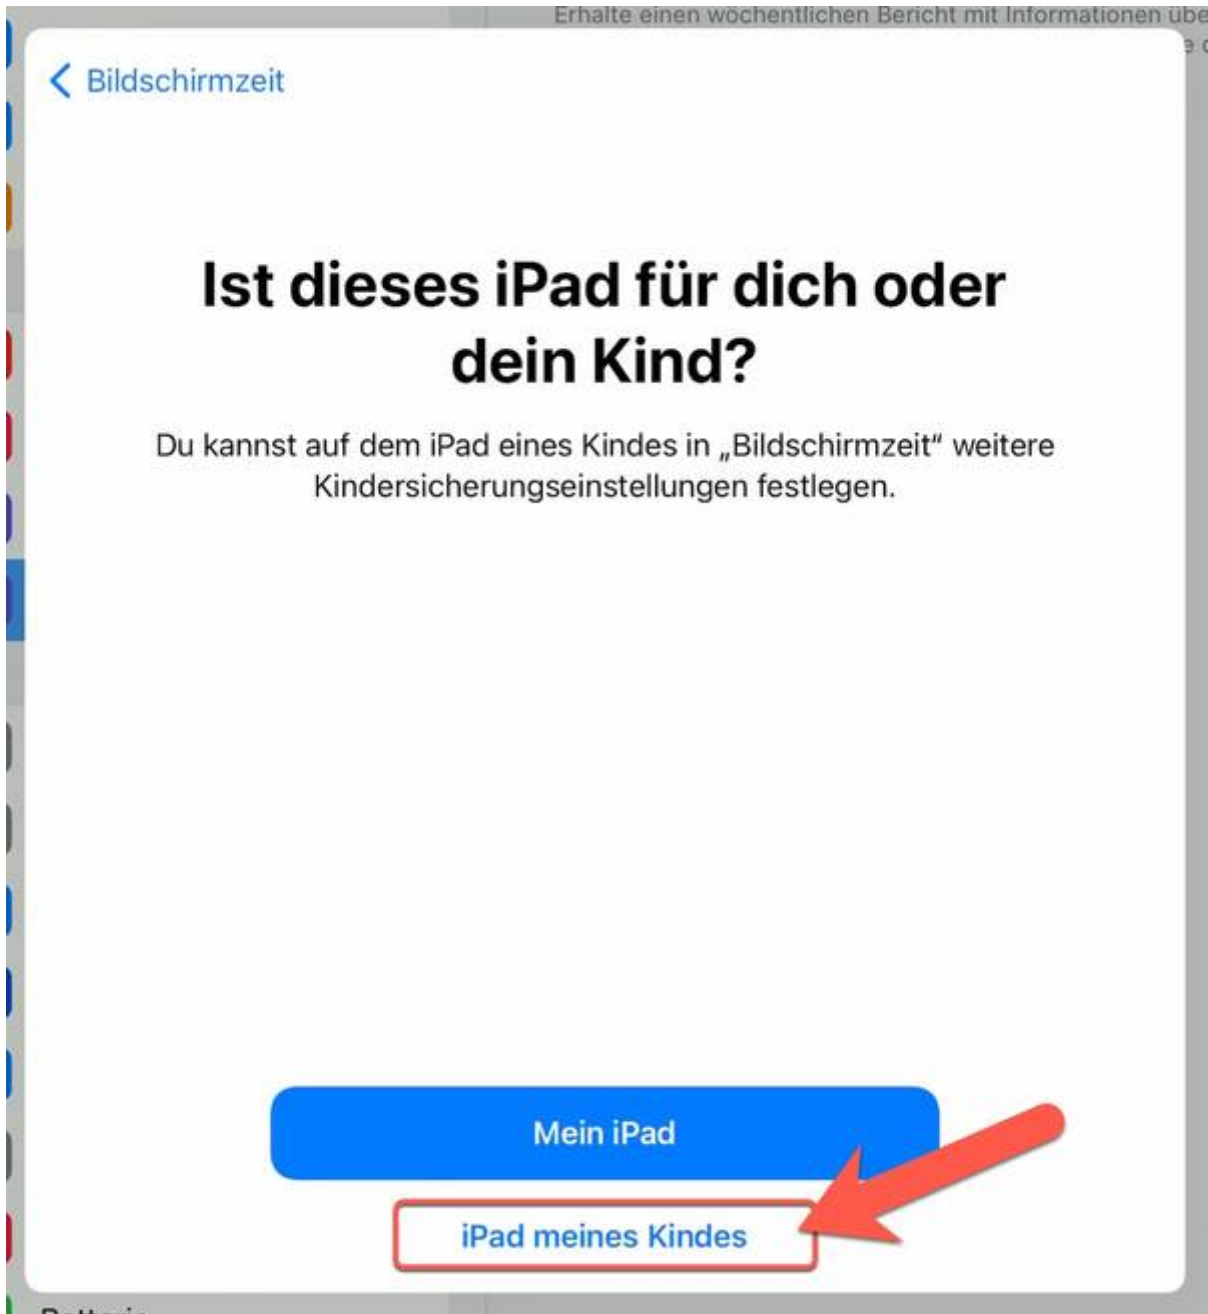 Erhalte einen wöchentlichen Bericht mit Informationen übe
Bildschirmzeit
Ist dieses iPad für dich oder
dein Kind?
Du kannst auf dem iPad eines Kindes in „Bildschirmzeit“ weitere
Kindersicherungseinstellungen festlegen.
Mein iPad
iPad meines Kindes